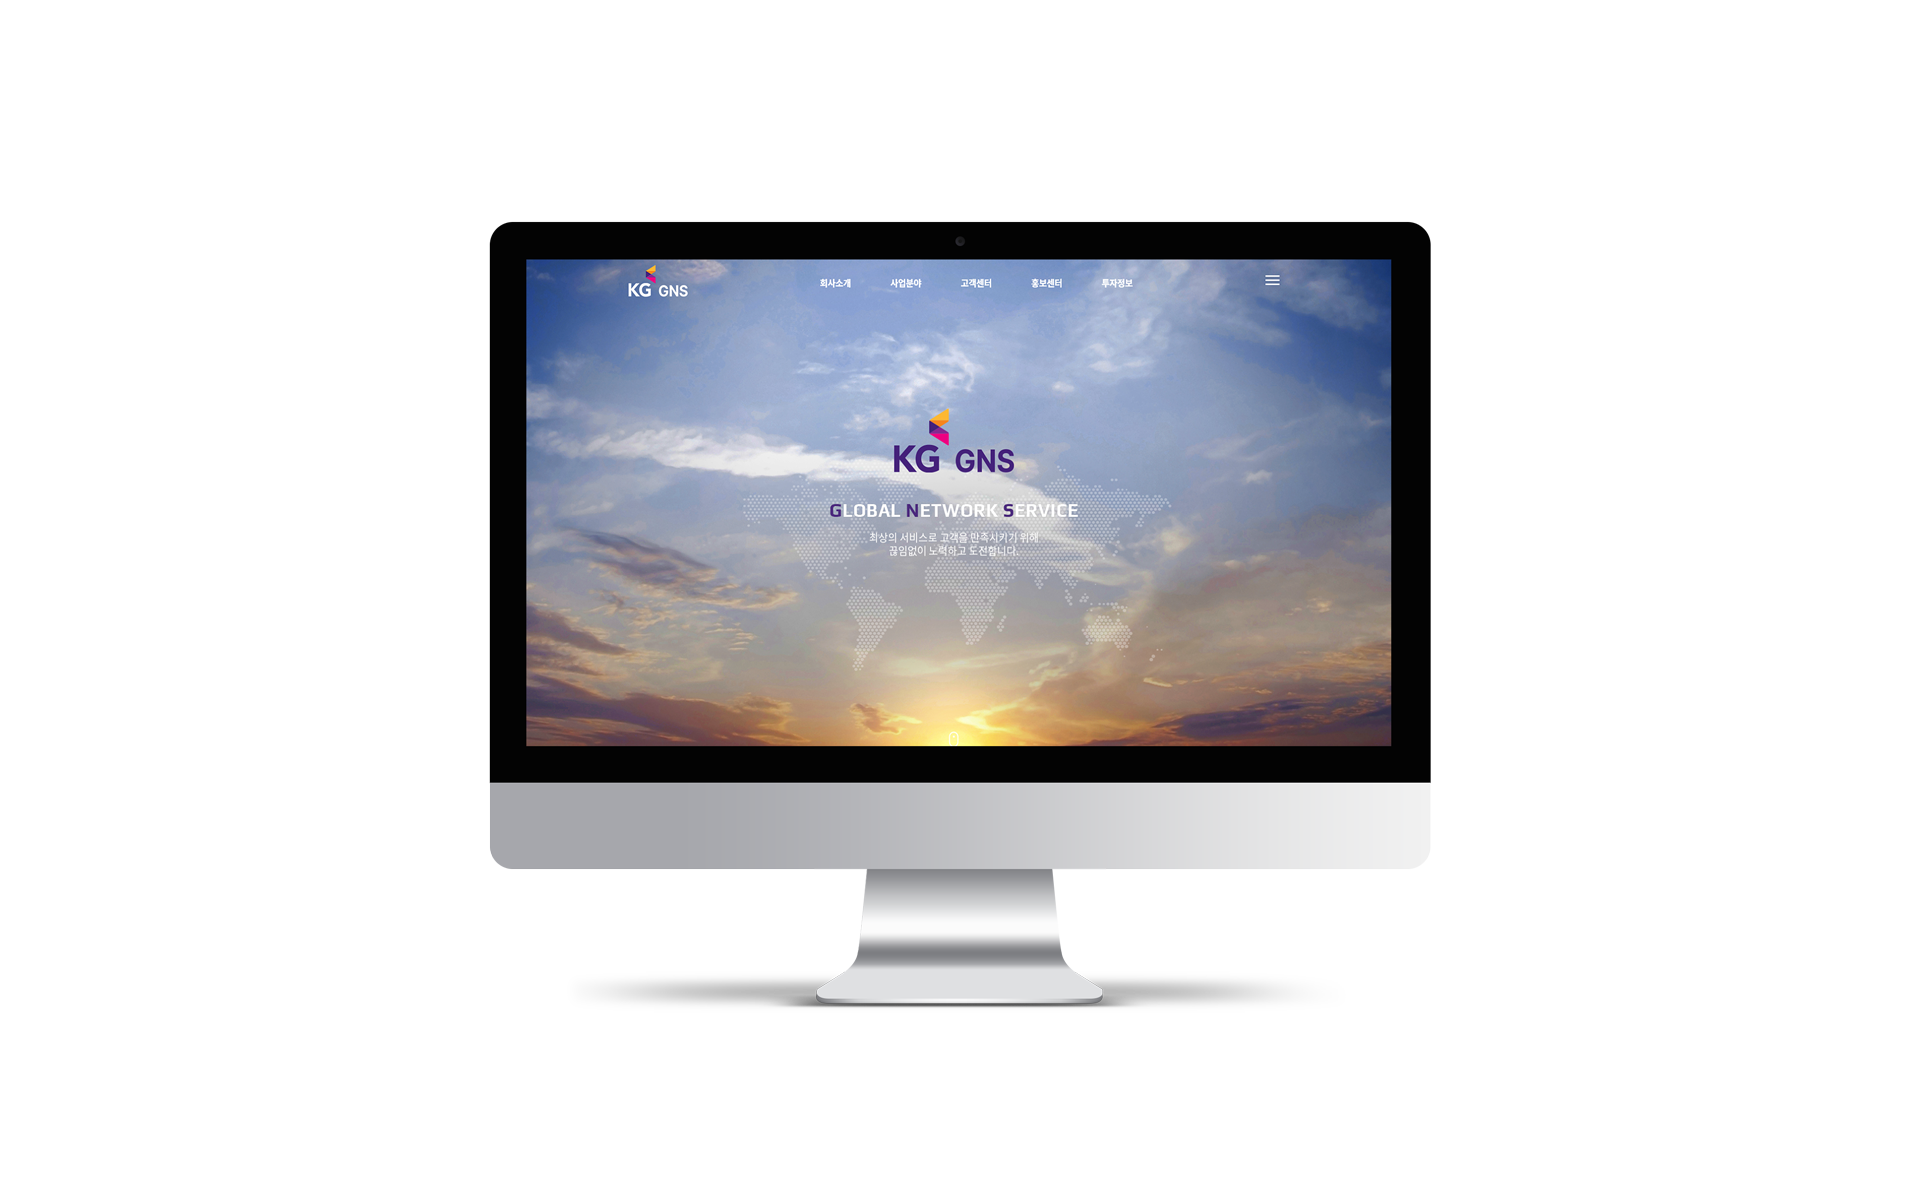 KG GNS
회사소개 사업분야 고객센터 홍보센터 투자정보
KG GNS
GLOBAL NETWORK SERVICE
최상의 서비스로 고객을 만족시키기 위해
끊임없이 노력하고 도전합니다.